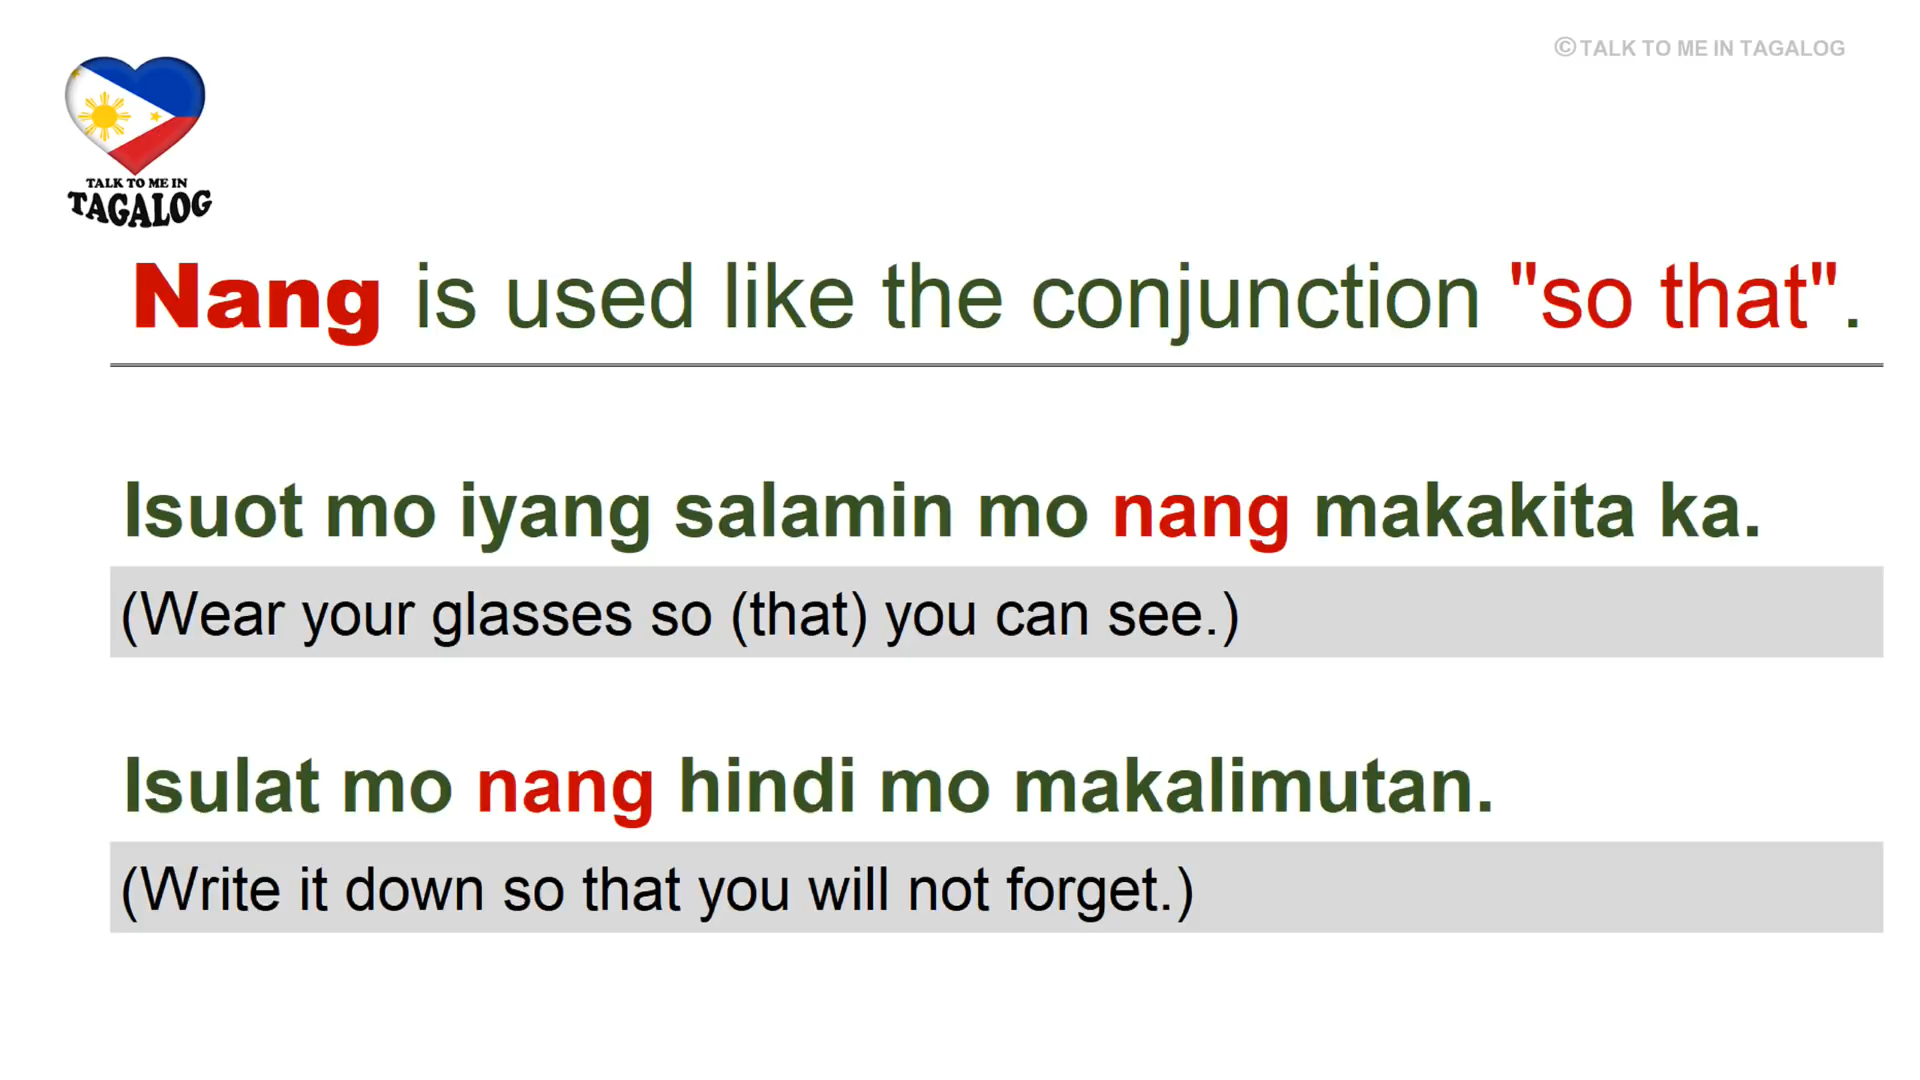 ©TALK TO ME IN TAGALOG
TALK TO ME IN
TAGALOG
Nang is used like the conjunction "so that".
Isuot mo iyang salamin mo nang makakita ka.
(Wear your glasses so (that) you can see.)
Isulat mo nang hindi mo makalimutan.
(Write it down so that you will not forget.)